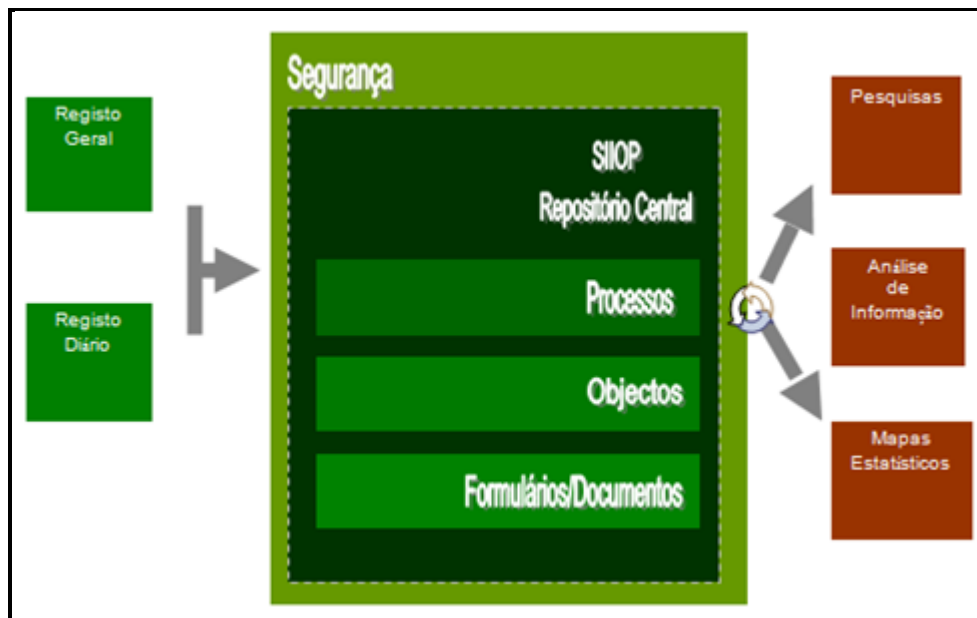 Registo
Geral
Registo
Diário
Segurança
SIIOP
Repositório Central
Processos
Objectos
Formulários/Documentos
Pesquisas
Análise
de
Informação
Mapas
Estatísticos